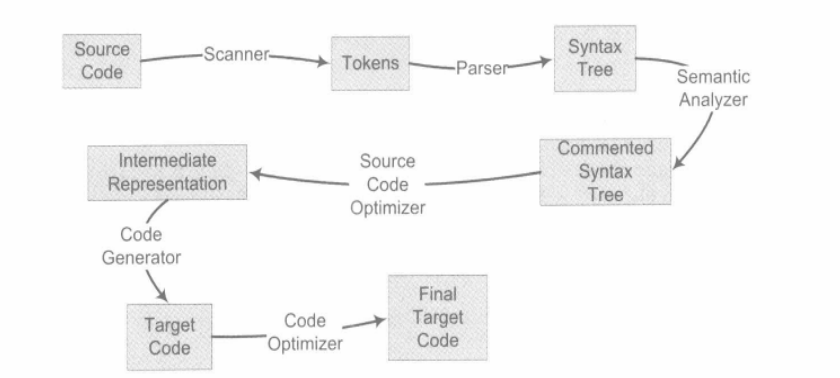 Source
Code
Scanner
Tokens
Parser
Syntax
Tree
Semantic
Analyzer
Commented
Syntax
Tree
Source
Code
Optimizer
Intermediate
Representation
Code
Generator
Target
Code
Code
Optimizer
Final
Target
Code